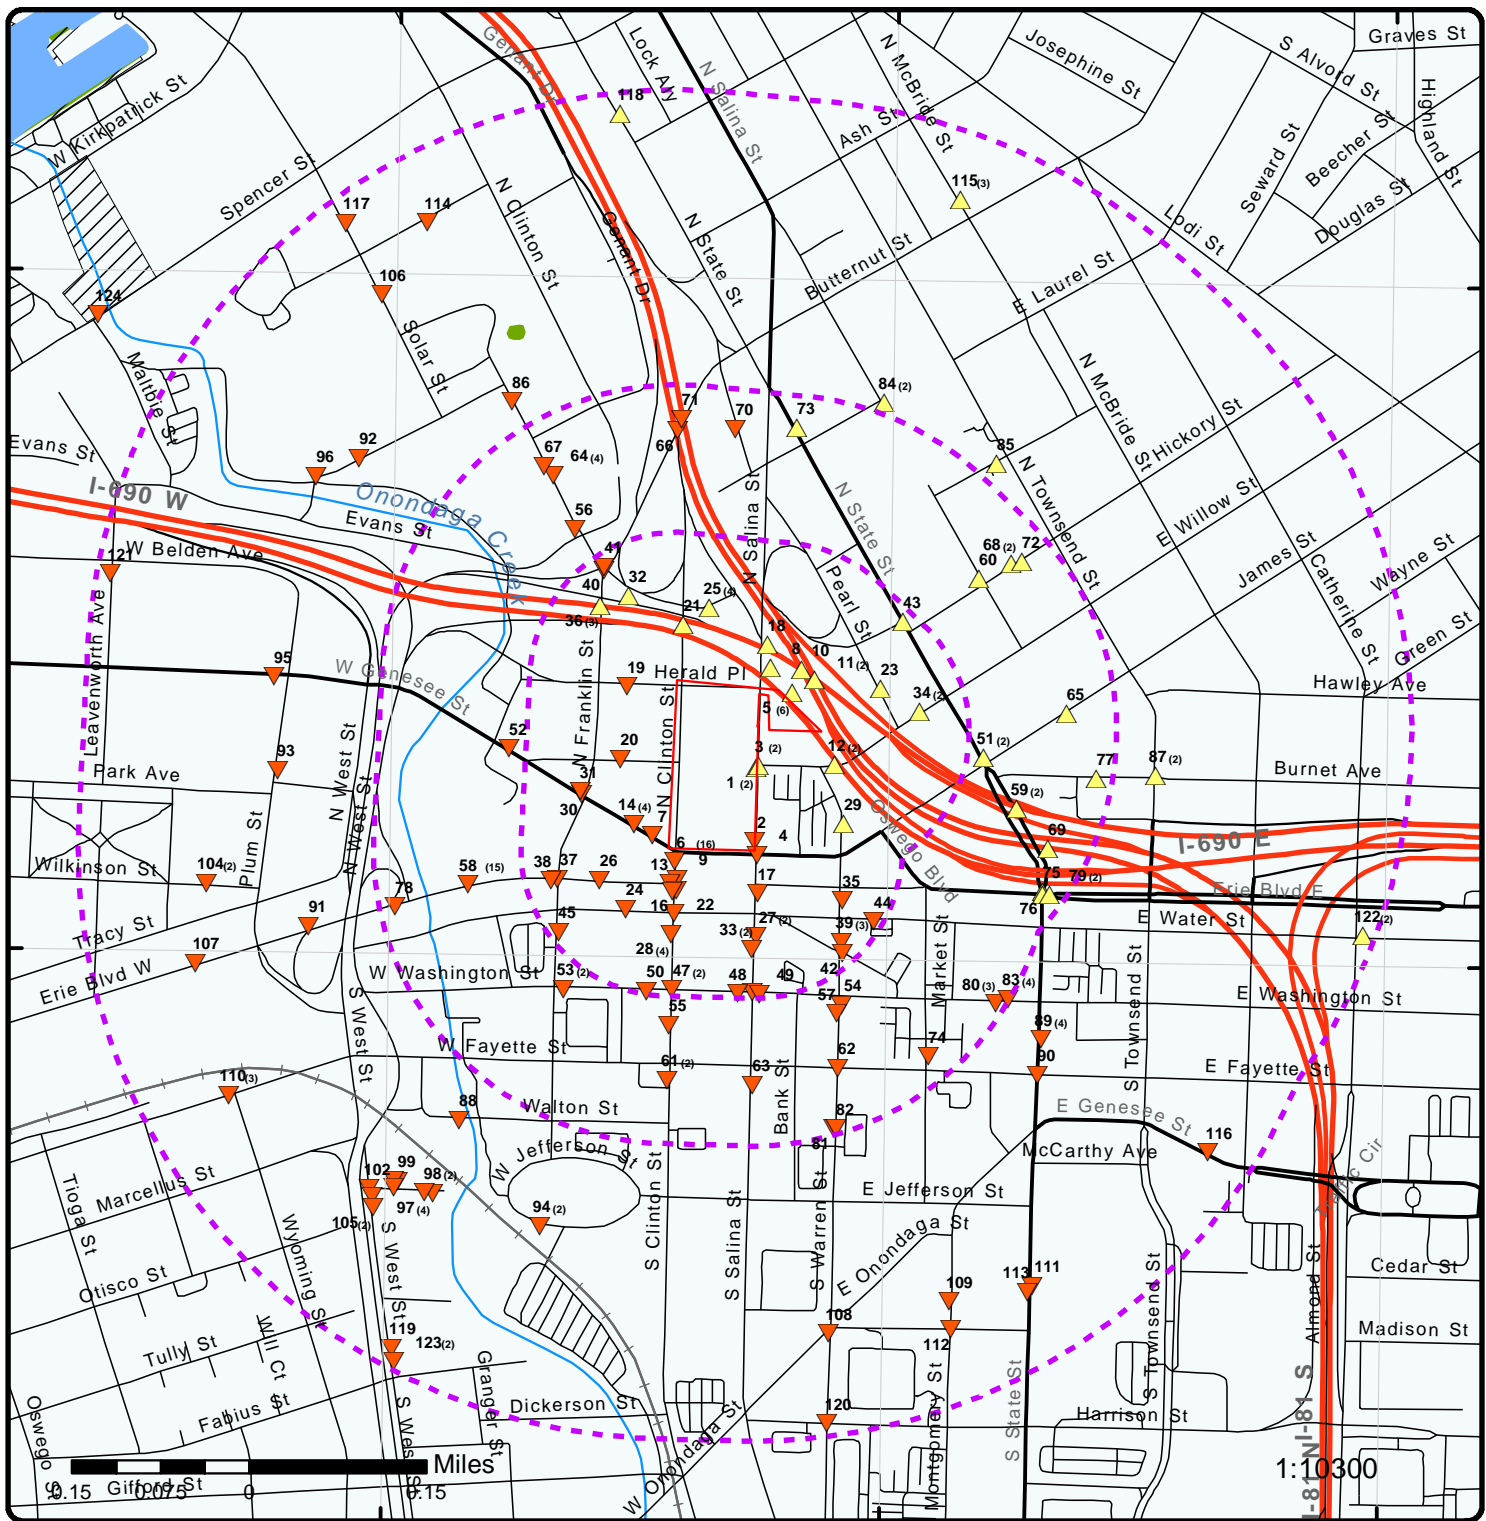 Graves St
S Alvord St
Josephine St
Highland St
Genant Dr
Lock Aly
N Salina St
N McBride St
118
Ash St
Beecher St
Seward St
W Kirkpatrick St
Spencer St
117
114
N Clinton St
115(3)
Douglas St
Lodi St
Genant Dr
N State St
Butternut St
E Laurel St
106
124
Solar St
Maltbie St
86
71
70
73
84 (2)
N McBride St
Hickory St
Evans St
92
96
67
64 (4)
66
85
N Townsend St
I-690 W
Onondaga Creek
Evans St
56
N Salina St
N State St
E Willow St
James St
Wayne St
121
W Belden Ave
41
40
32
25 (4)
68 (2)
72
60
Pearl St
Catherine St
Green St
36(3)
21
43
18
Leavenworth Ave
95
W Genesee St
N Franklin St
19
Herald Pl
8
10
11(2)
23
34(2)
65
Hawley Ave
5 (6)
N Clinton St
52
20
3 (2)
12(2)
51(2)
77
87(2)
Burnet Ave
93
Park Ave
N West St
31
30
1 (2)
59(2)
14(4)
7
29
Oswego Blvd
69
I-690 E
2
4
6
(16)
9
13
Plum St
N West St
Wilkinson St
104(2)
58
(15)
38
37
26
17
35
75
79(2)
Erie Blvd E
78
24
16
22
44
76
E Water St
91
Tracy St
45
27(2)
33(2)
39(3)
122(2)
107
28(4)
Market St
Erie Blvd W
W Washington St
53(2)
50
47(2)
48
49
42
54
57
80(3)
83(4)
E Washington St
S West St
55
89(4)
S Townsend St
W Fayette St
61(2)
63
62
74
90
E Fayette St
110(3)
88
Walton St
Bank St
82
81
E Genesee St
116
McCarthy Ave
W Jefferson St
102
99
98(2)
97(4)
105(2)
Marcellus St
Tioga St
94(2)
E Jefferson St
S Clinton St
S Salina St
S Warren St
E Onondaga St
Wyoming St
S West St
Otisco St
109
113
111
Cedar St
Almond St
S Townsend St
108
112
Madison St
119
123(2)
Tully St
Will Ct
Granger St
Dickerson St
Fabius St
120
Montgomery St
S State St
Harrison St
W Onondaga St
Miles
0.15
0.075
0
0.15
Gifford St
1:10300